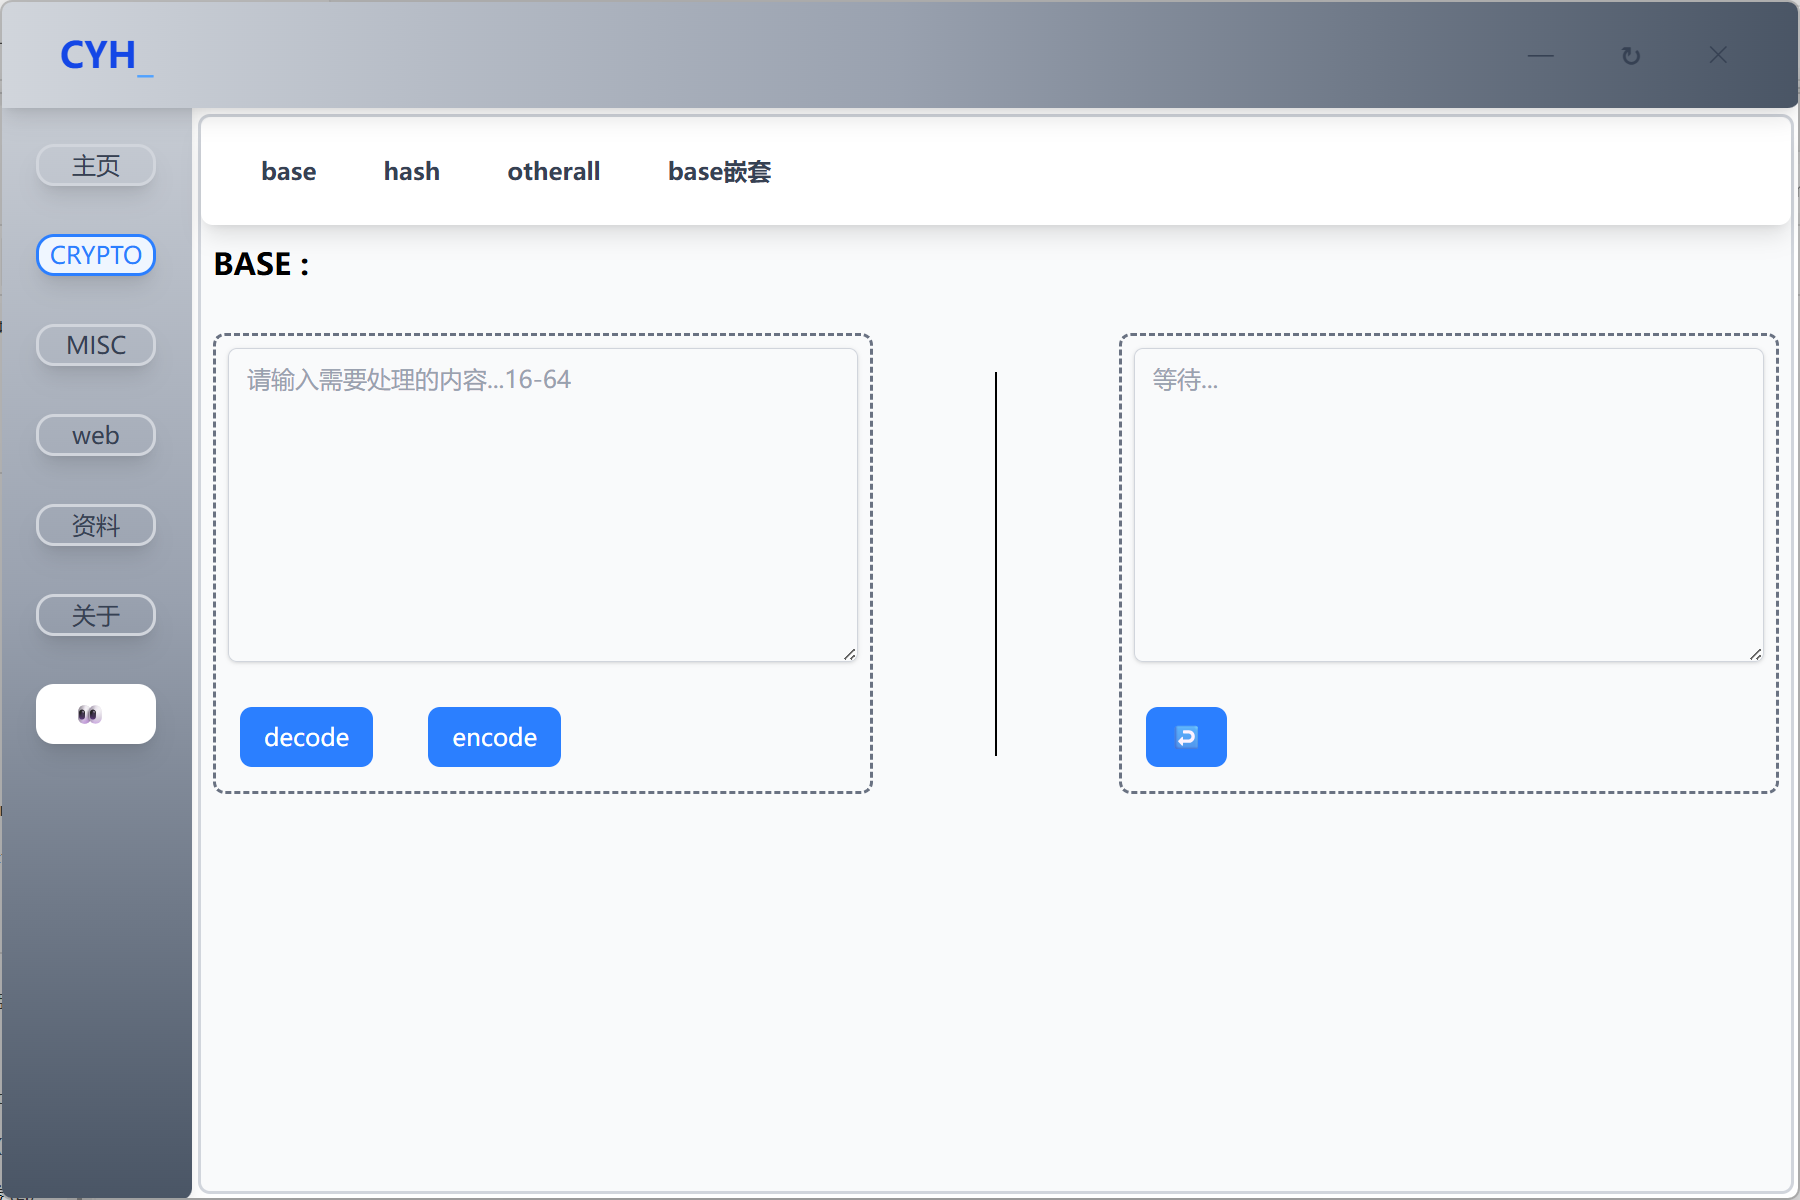 CYH_
主页
CRYPTO
MISC
web
资料
关于
base hash otherall base嵌套
BASE :
请输入需要处理的内容...16-64
decode encode
等待...